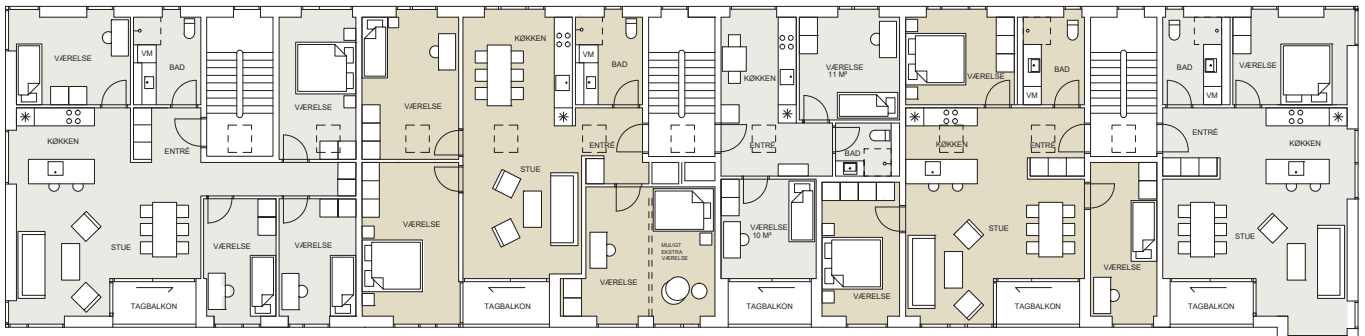 VÆRELSE
VM
BAD
VÆRELSE
KØKKEN
ENTRÉ
STUE
VÆRELSE
VÆRELSE
TAGBALKON
VÆRELSE
KØKKEN
VM
BAD
STUE
ENTRÉ
VÆRELSE
VÆRELSE
MULIGT
EKSTRA
VÆRELSE
TAGBALKON
KØKKEN
VÆRELSE
11 M²
ENTRÉ
BAD
VÆRELSE
10 M²
TAGBALKON
VÆRELSE
BAD
VM
KØKKEN
ENTRÉ
STUE
VÆRELSE
VÆRELSE
TAGBALKON
BAD
VM
VÆRELSE
ENTRÉ
KØKKEN
STUE
TAGBALKON